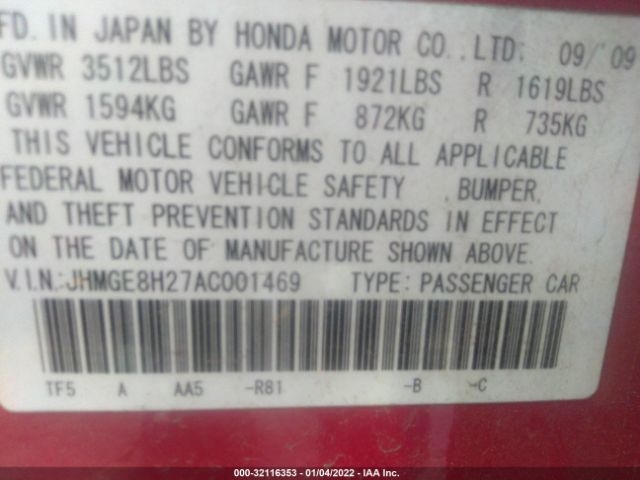 FD. IN JAPAN BY HONDA MOTOR CO., LTD. 09/09
GVWR 3512LBS GAWR F 1921LBS R 1619LBS
GVWR 1594KG GAWR F 872KG R 735KG
THIS VEHICLE CONFORMS TO ALL APPLICABLE
FEDERAL MOTOR VEHICLE SAFETY , BUMPER,
AND THEFT PREVENTION STANDARDS IN EFFECT
ON THE DATE OF MANUFACTURE SHOWN ABOVE.
V.I.N.:JHMGE8H27AC001469 TYPE: PASSENGER CAR
TF5 A AA5 -R81 -B -C
000-32116353 - 01/04/2022 - IAA Inc.